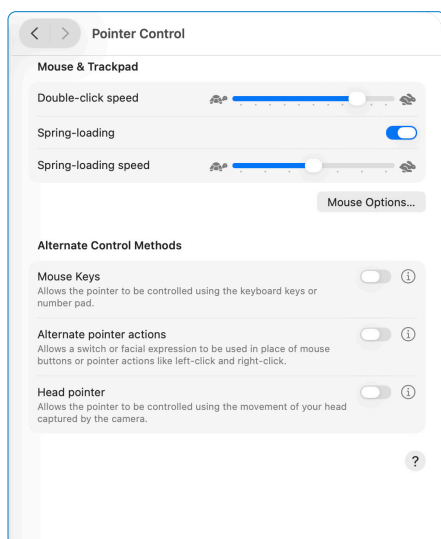 Pointer Control
Mouse & Trackpad
Double-click speed
Spring-loading
Spring-loading speed
Mouse Options...
Alternate Control Methods
Mouse Keys
Allows the pointer to be controlled using the keyboard keys or
number pad.
Alternate pointer actions
Allows a switch or facial expression to be used in place of mouse
buttons or pointer actions like left-click and right-click.
Head pointer
Allows the pointer to be controlled using the movement of your head
captured by the camera.
?